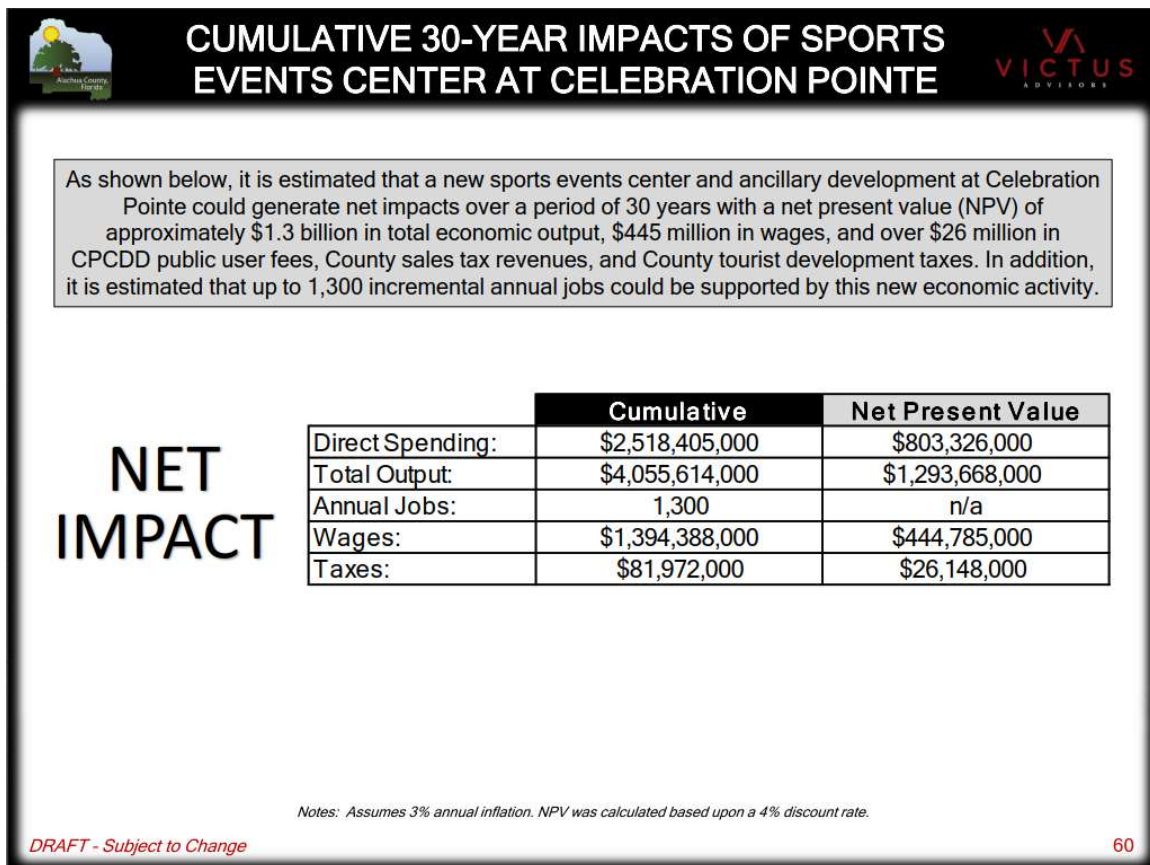 CUMULATIVE 30-YEAR IMPACTS OF SPORTS
EVENTS CENTER AT CELEBRATION POINTE
Alachua County
Florida
VICTUS
ADVISORS
As shown below, it is estimated that a new sports events center and ancillary development at Celebration
Pointe could generate net impacts over a period of 30 years with a net present value (NPV) of
approximately $1.3 billion in total economic output, $445 million in wages, and over $26 million in
CPCDD public user fees, County sales tax revenues, and County tourist development taxes. In addition,
it is estimated that up to 1,300 incremental annual jobs could be supported by this new economic activity.
NET
IMPACT
Cumulative Net Present Value
Direct Spending: $2,518,405,000 $803,326,000
Total Output: $4,055,614,000 $1,293,668,000
Annual Jobs: 1,300 n/a
Wages: $1,394,388,000 $444,785,000
Taxes: $81,972,000 $26,148,000
Notes: Assumes 3% annual inflation. NPV was calculated based upon a 4% discount rate.
DRAFT - Subject to Change
60